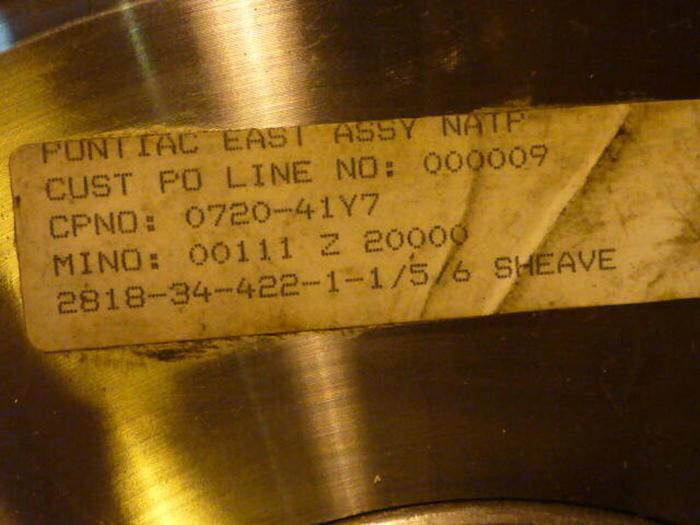 PONTIAC EAST ASSY NATP
CUST PO LINE NO: 000009
CPNO: 0720-41Y7
MINO: 00111 Z 20000
2818-34-422-1-1/5/6 SHEAVE